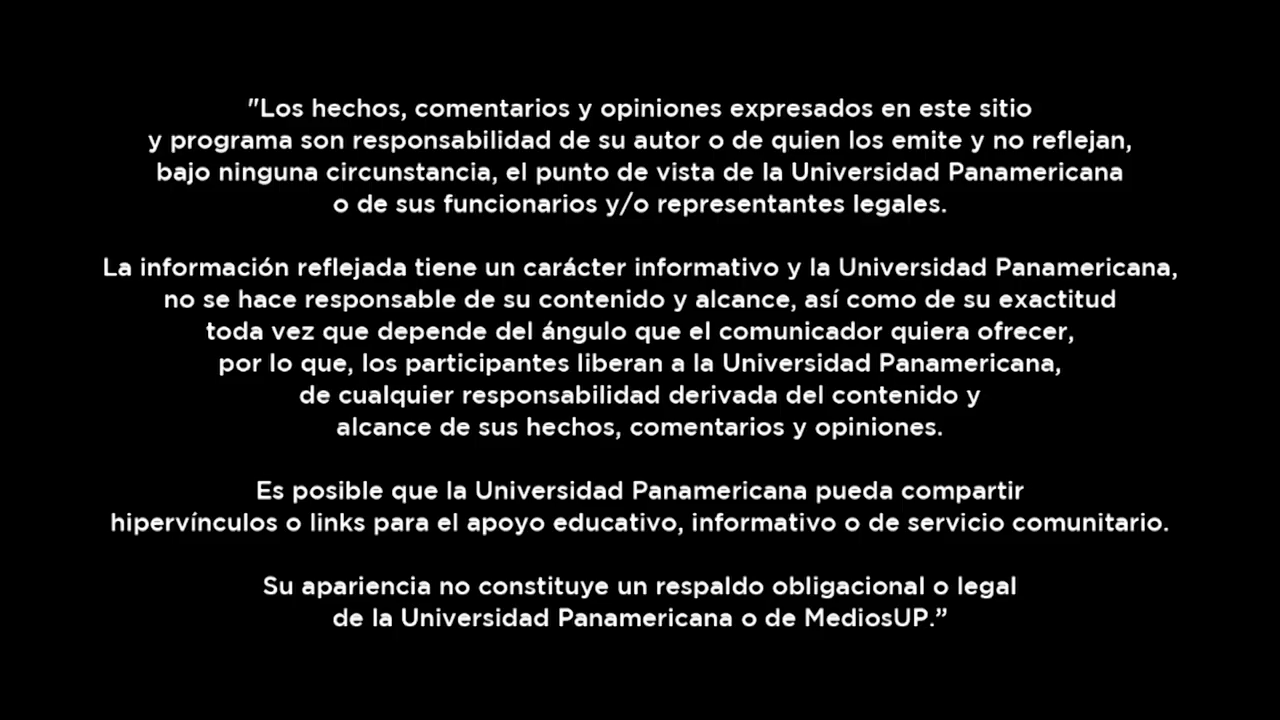 "Los hechos, comentarios y opiniones expresados en este sitio
y programa son responsabilidad de su autor o de quien los emite y no reflejan,
bajo ninguna circunstancia, el punto de vista de la Universidad Panamericana
o de sus funcionarios y/o representantes legales.
La información reflejada tiene un carácter informativo y la Universidad Panamericana,
no se hace responsable de su contenido y alcance, así como de su exactitud
toda vez que depende del ángulo que el comunicador quiera ofrecer,
por lo que, los participantes liberan a la Universidad Panamericana,
de cualquier responsabilidad derivada del contenido y
alcance de sus hechos, comentarios y opiniones.
Es posible que la Universidad Panamericana pueda compartir
hipervínculos o links para el apoyo educativo, informativo o de servicio comunitario.
Su apariencia no constituye un respaldo obligacional o legal
de la Universidad Panamericana o de MediosUP.”